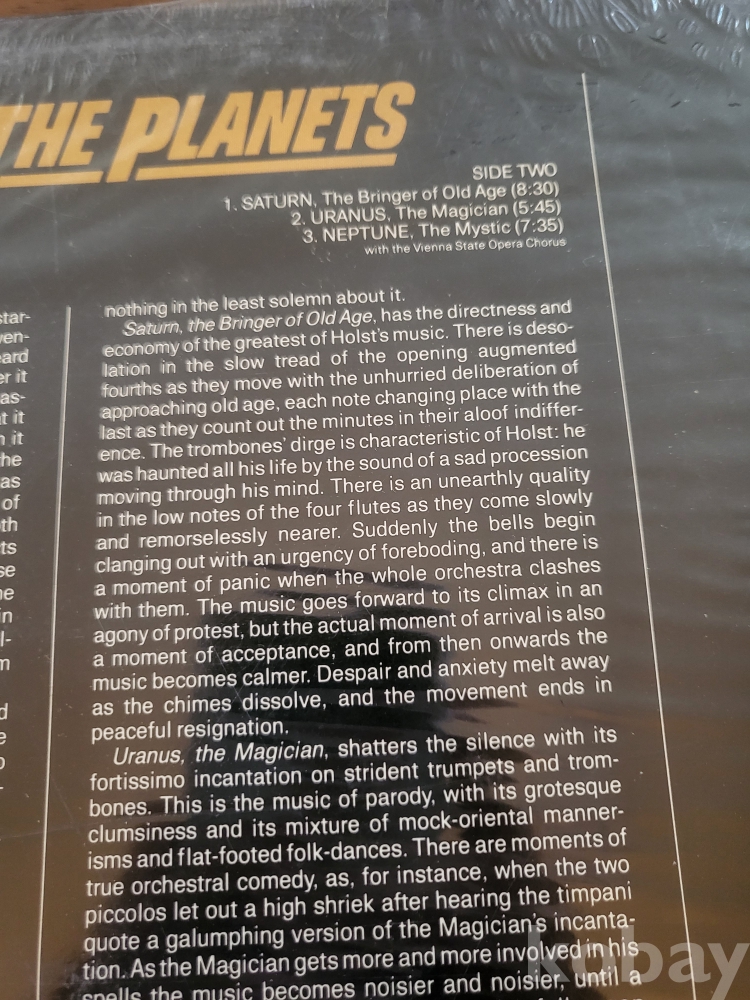 THE PLANETS
SIDE TWO
1. SATURN, The Bringer of Old Age (8:30)
2. URANUS, The Magician (5:45)
3. NEPTUNE, The Mystic (7:35)
with the Vienna State Opera Chorus
nothing in the least solemn about it.
Saturn, the Bringer of Old Age, has the directness and
economy of the greatest of Holst's music. There is deso-
lation in the slow tread of the opening augmented
fourths as they move with the unhurried deliberation of
approaching old age, each note changing place with the
last as they count out the minutes in their aloof indiffer-
ence. The trombones' dirge is characteristic of Holst: he
was haunted all his life by the sound of a sad procession
moving through his mind. There is an unearthly quality
in the low notes of the four flutes as they come slowly
and remorselessly nearer. Suddenly the bells begin
clanging out with an urgency of foreboding, and there is
a moment of panic when the whole orchestra clashes
with them. The music goes forward to its climax in an
agony of protest, but the actual moment of arrival is also
a moment of acceptance, and from then onwards the
music becomes calmer. Despair and anxiety melt away
as the chimes dissolve, and the movement ends in
peaceful resignation.
Uranus, the Magician, shatters the silence with its
fortissimo incantation on strident trumpets and trom-
bones. This is the music of parody, with its grotesque
clumsiness and its mixture of mock-oriental manner-
isms and flat-footed folk-dances. There are moments of
true orchestral comedy, as, for instance, when the two
piccolos let out a high shriek after hearing the timpani
quote a galumphing version of the Magician's incanta-
tion. As the Magician gets more and more involved in his
spells the music becomes noisier and noisier, until a